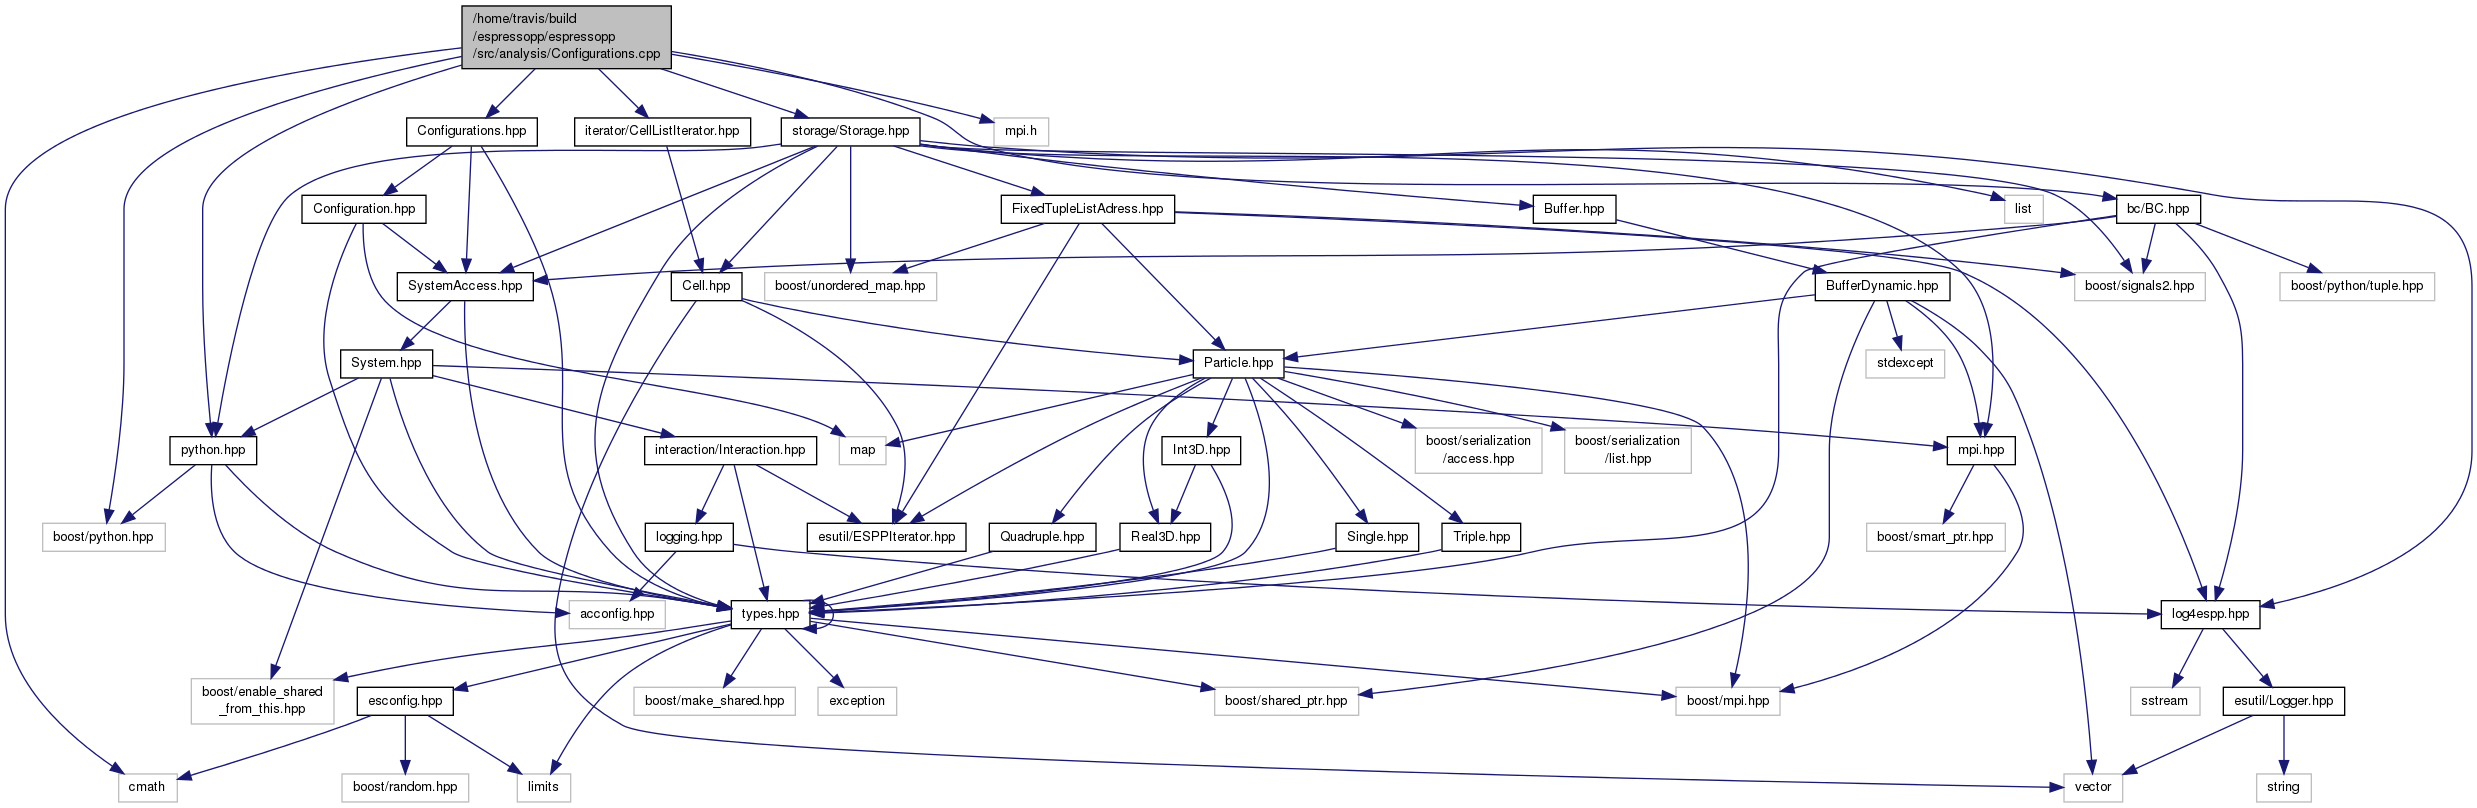 /home/travis/build
/espressopp/espressopp
/src/analysis/Configurations.cpp
Configurations.hpp
iterator/CellListIterator.hpp
storage/Storage.hpp
mpi.h
Configuration.hpp
FixedTupleListAdress.hpp
Buffer.hpp
list
bc/BC.hpp
SystemAccess.hpp
Cell.hpp
boost/unordered_map.hpp
BufferDynamic.hpp
boost/signals2.hpp
boost/python/tuple.hpp
System.hpp
Particle.hpp
stdexcept
python.hpp
interaction/Interaction.hpp
map
Int3D.hpp
boost/serialization
/access.hpp
boost/serialization
/list.hpp
mpi.hpp
boost/python.hpp
logging.hpp
esutil/ESPPIterator.hpp
Quadruple.hpp
Real3D.hpp
Single.hpp
Triple.hpp
boost/smart_ptr.hpp
acconfig.hpp
types.hpp
log4espp.hpp
boost/enable_shared
_from_this.hpp
esconfig.hpp
boost/make_shared.hpp
exception
boost/shared_ptr.hpp
boost/mpi.hpp
sstream
esutil/Logger.hpp
cmath
boost/random.hpp
limits
vector
string